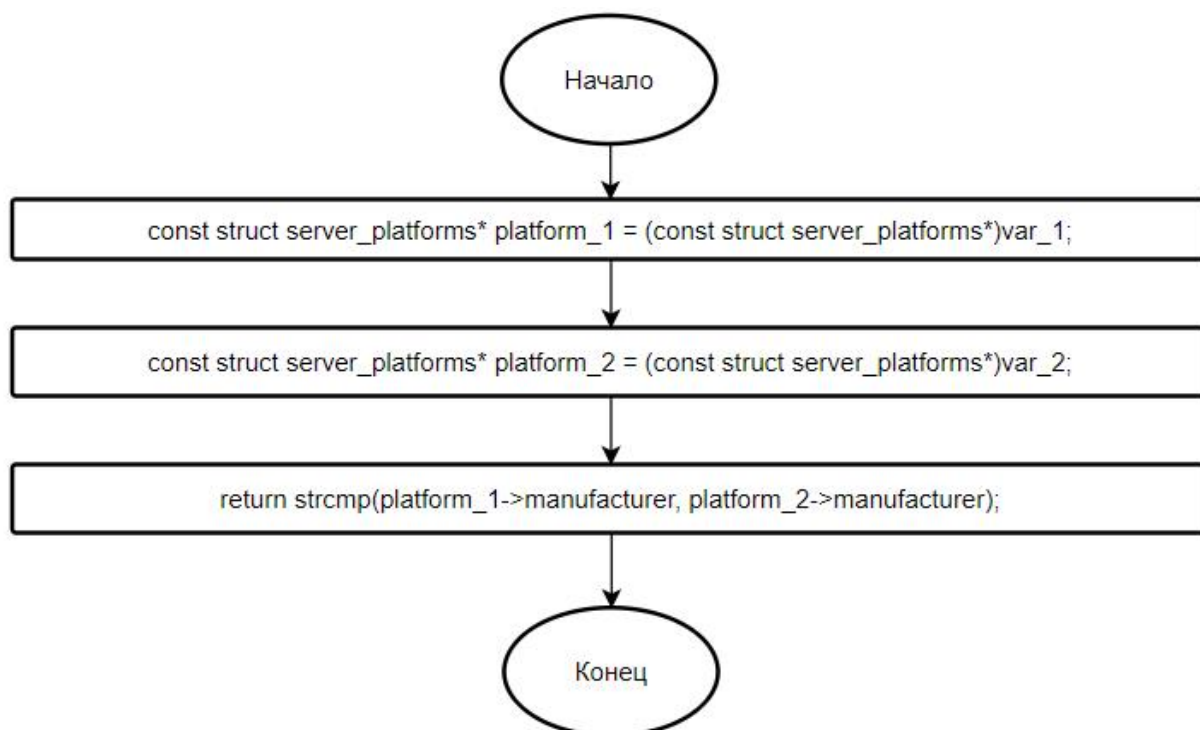 Начало
const struct server_platforms* platform_1 = (const struct server_platforms*)var_1;
const struct server_platforms* platform_2 = (const struct server_platforms*)var_2;
return strcmp(platform_1->manufacturer, platform_2->manufacturer);
Конец